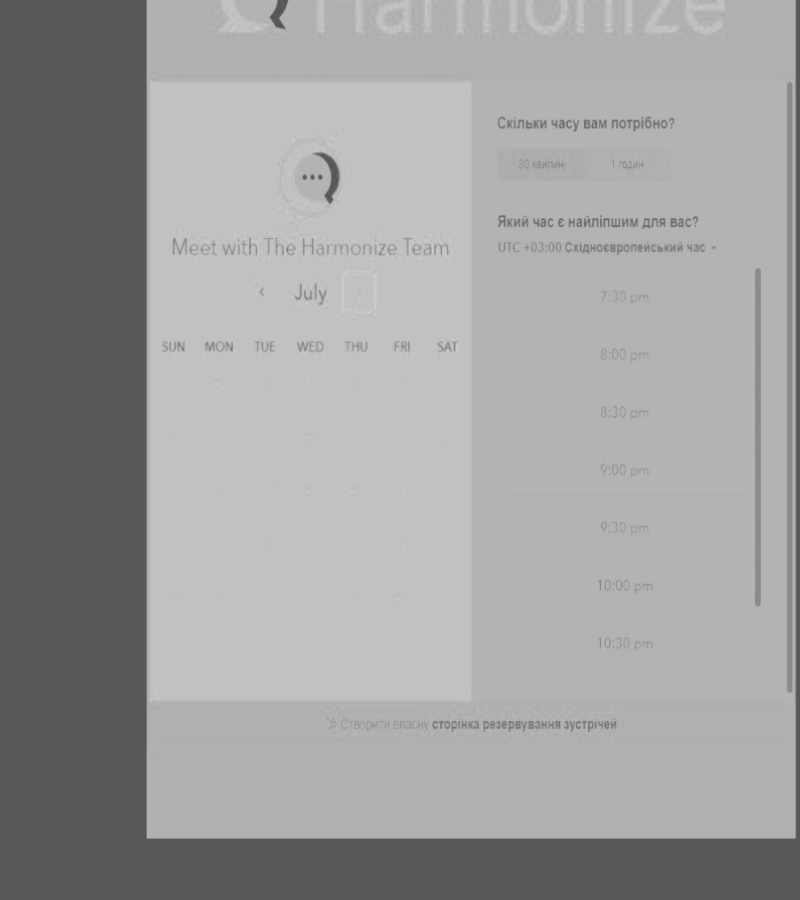 Harmonize
Meet with The Harmonize Team
July
SUN MON TUE WED THU FRI SAT
Скільки часу вам потрібно?
30 хвилин 1 годин
Який час є найліпшим для вас?
UTC +03:00 Східноєвропейський час
7:30 pm
8:00 pm
8:30 pm
9:00 pm
9:30 pm
10:00 pm
10:30 pm
Створити власну сторінка резервування зустрічей